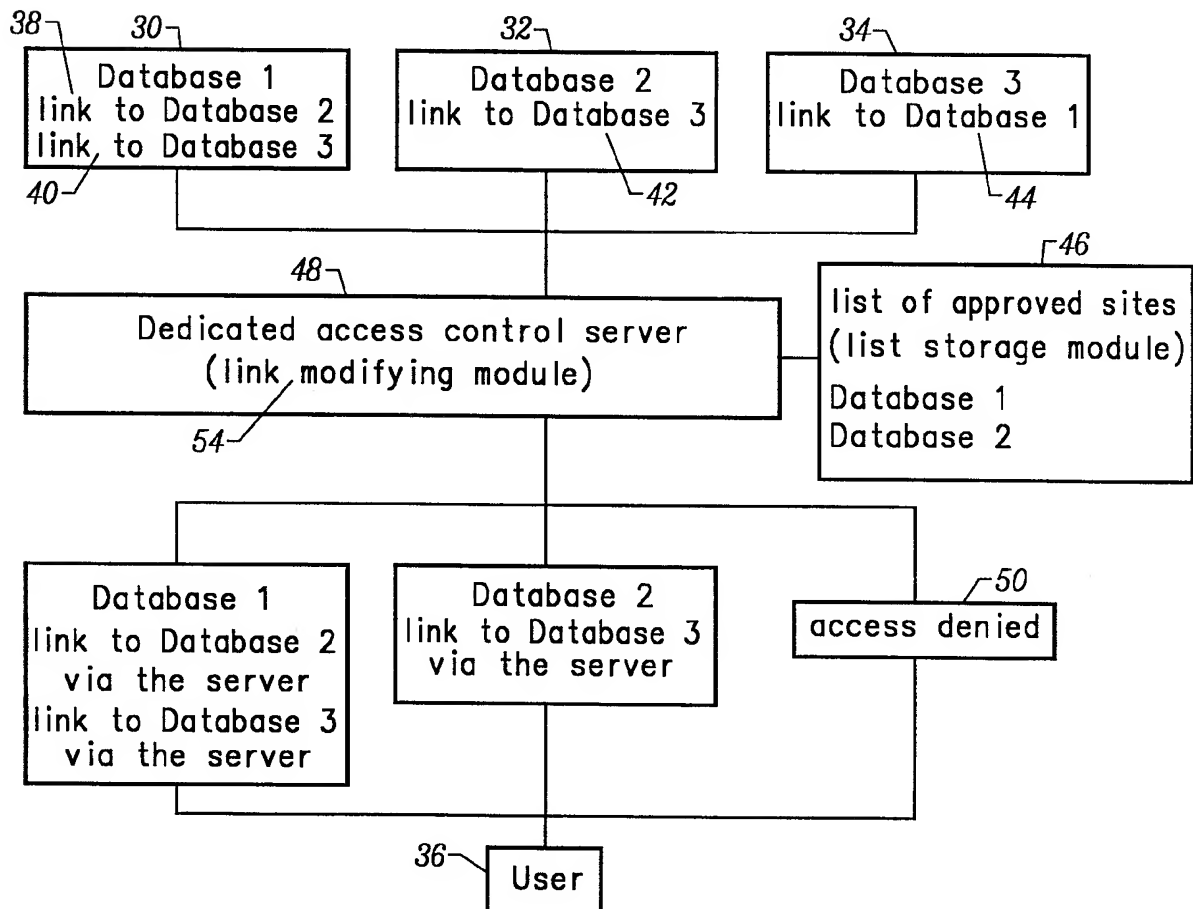 38
30
32
34
Database 1
link to Database 2
link to Database 3
Database 2
link to Database 3
Database 3
link to Database 1
40
42
44
48
46
Dedicated access control server
(link modifying module)
54
list of approved sites
(list storage module)
Database 1
Database 2
Database 1
link to Database 2
via the server
link to Database 3
via the server
Database 2
link to Database 3
via the server
50
access denied
36
User